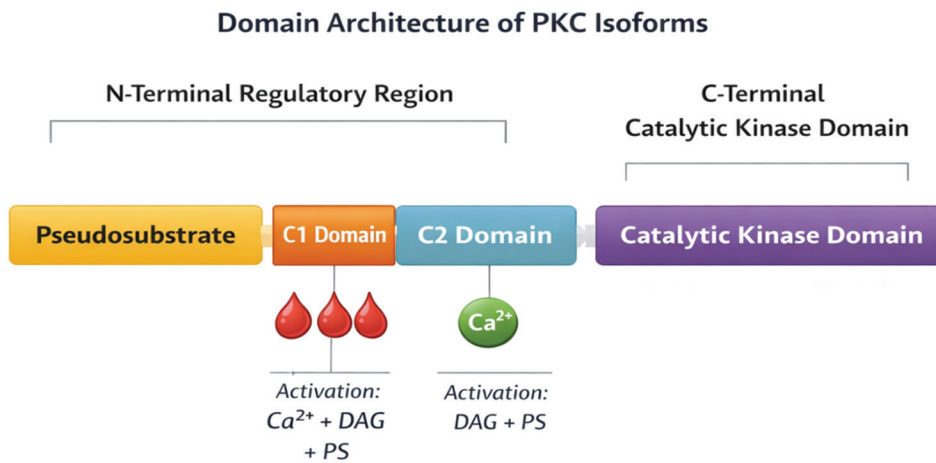 Domain Architecture of PKC Isoforms
N-Terminal Regulatory Region
C-Terminal
Catalytic Kinase Domain
Pseudosubstrate
C1 Domain
C2 Domain
Catalytic Kinase Domain
Ca²⁺
Activation:
Ca²⁺ + DAG
+ PS
Activation:
DAG + PS